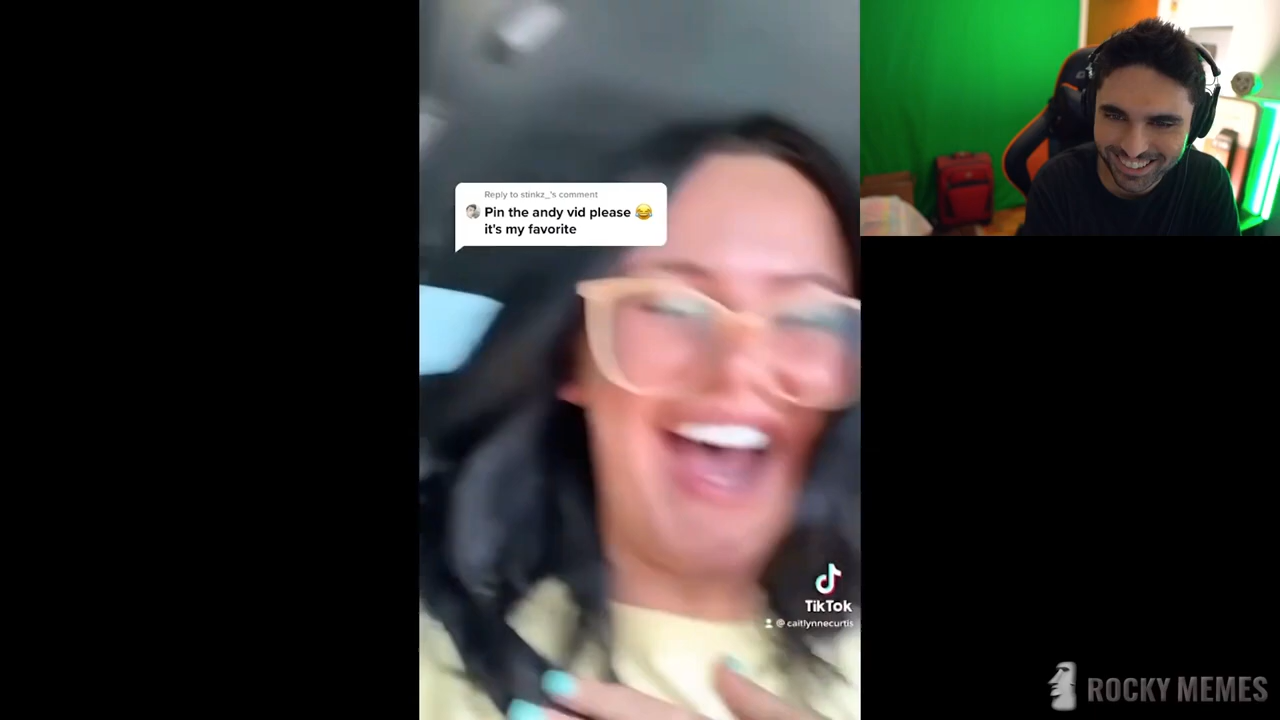 Reply to stinkz_'s comment
Pin the andy vid please 😂
it's my favorite
TikTok
@ caitlynnecurtis
ROCKY MEMES